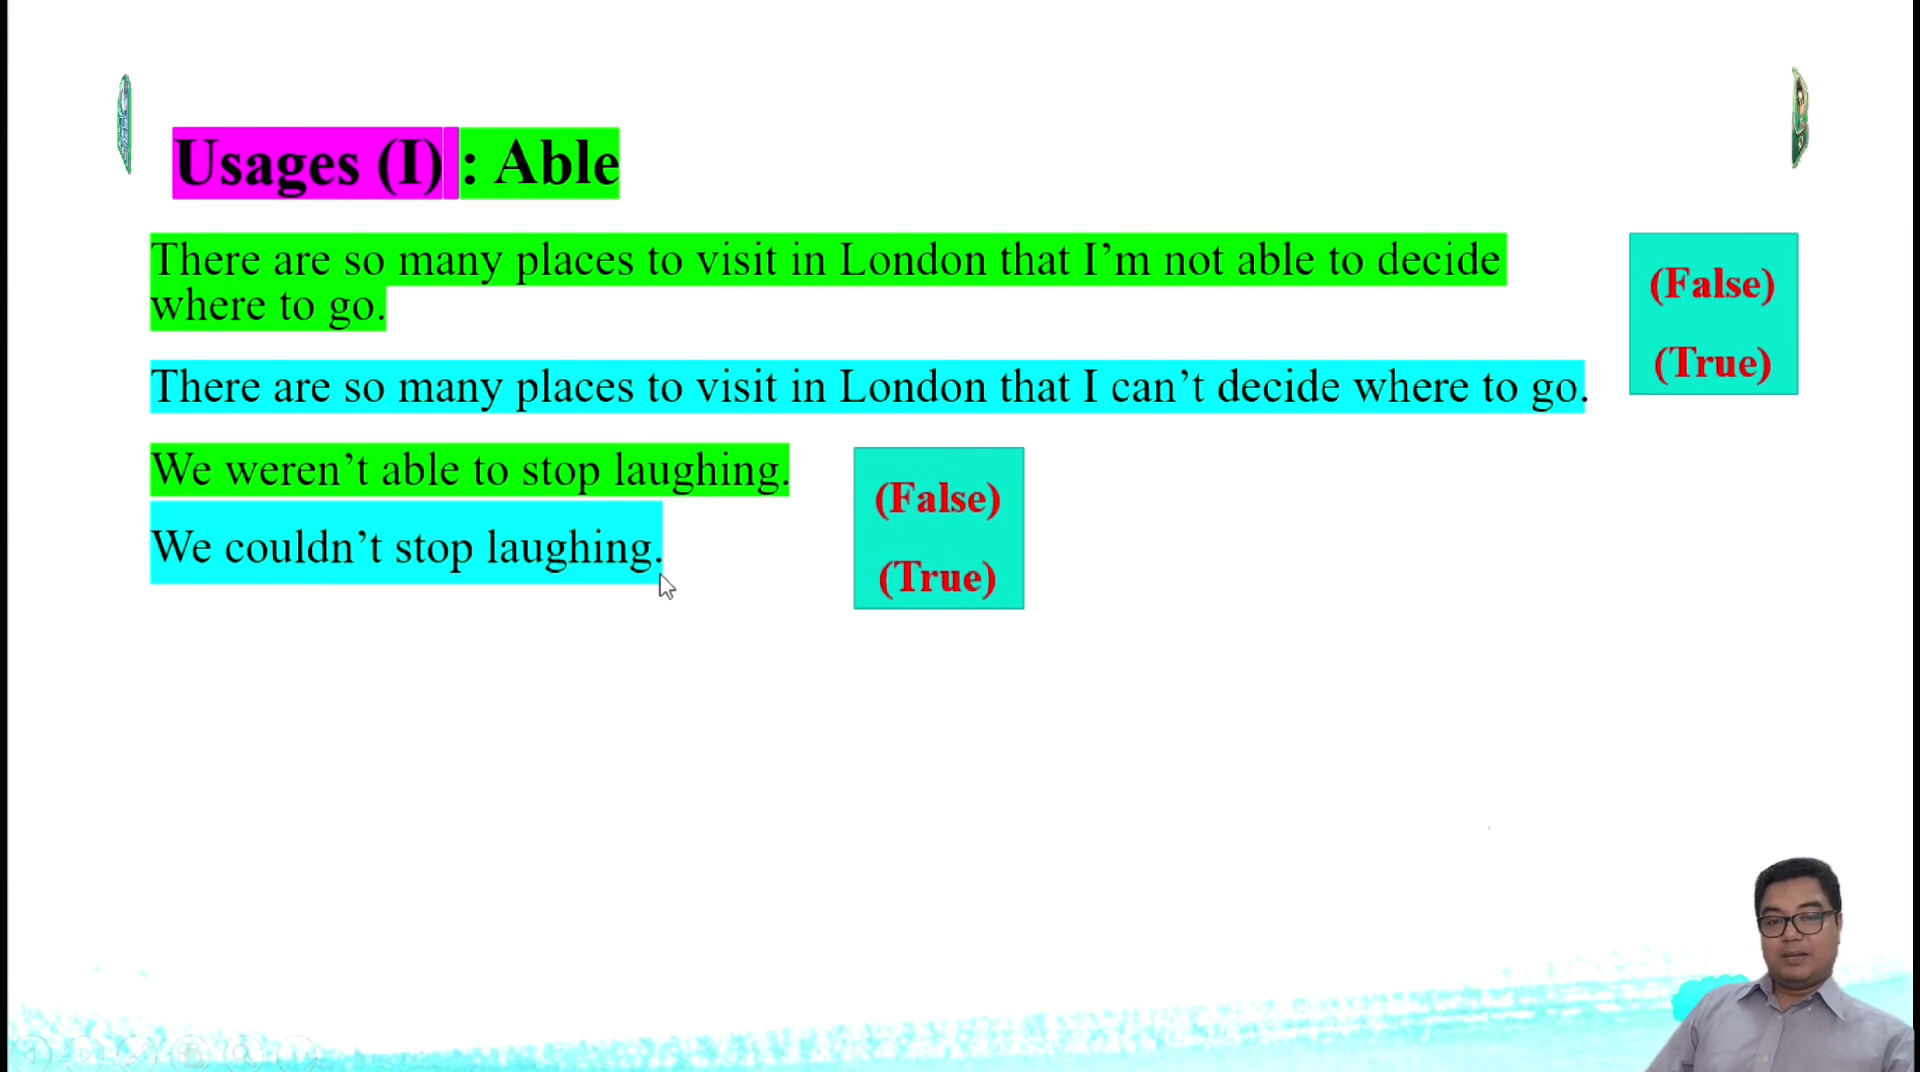 Usages (I) : Able
There are so many places to visit in London that I’m not able to decide
where to go.
(False)
(True)
There are so many places to visit in London that I can’t decide where to go.
We weren’t able to stop laughing.
We couldn’t stop laughing.
(False)
(True)